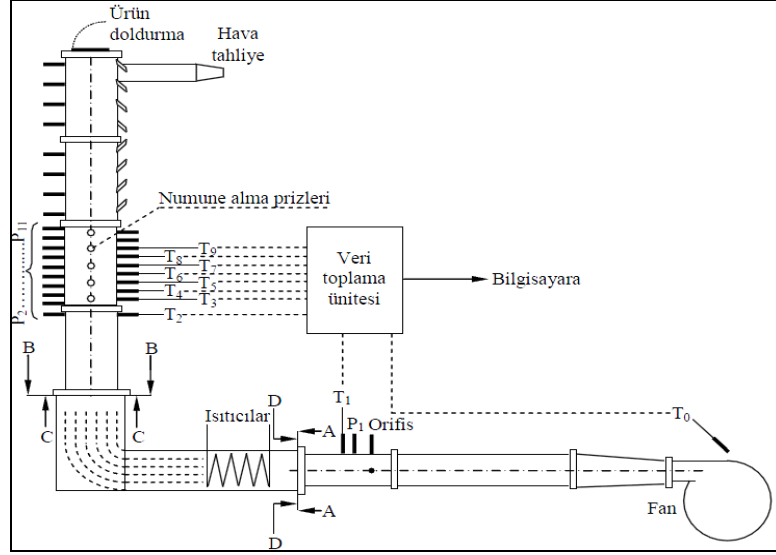 Ürün
doldurma
Hava
tahliye
Numune alma prizleri
P₂..........P₁₁
T₉
T₈
T₇
T₆
T₅
T₄
T₃
T₂
Veri
toplama
ünitesi
Bilgisayara
B
B
C
C
Isıtıcılar
D
A
T₁
P₁ Orifis
T₀
A
D
Fan